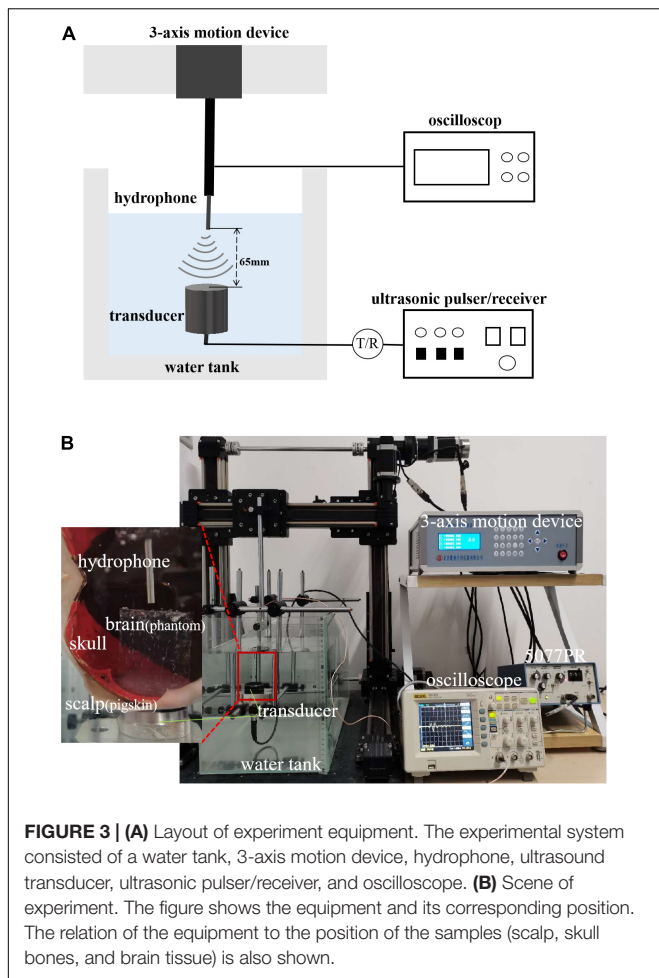 A
3-axis motion device
oscilloscop
hydrophone
65mm
ultrasonic pulser/receiver
transducer
T/R
water tank
B
3-axis motion device
hydrophone
brain(phantom)
skull
5077PR
oscilloscope
scalp(pigskin)
transducer
water tank
FIGURE 3 | (A) Layout of experiment equipment. The experimental system
consisted of a water tank, 3-axis motion device, hydrophone, ultrasound
transducer, ultrasonic pulser/receiver, and oscilloscope. (B) Scene of
experiment. The figure shows the equipment and its corresponding position.
The relation of the equipment to the position of the samples (scalp, skull
bones, and brain tissue) is also shown.